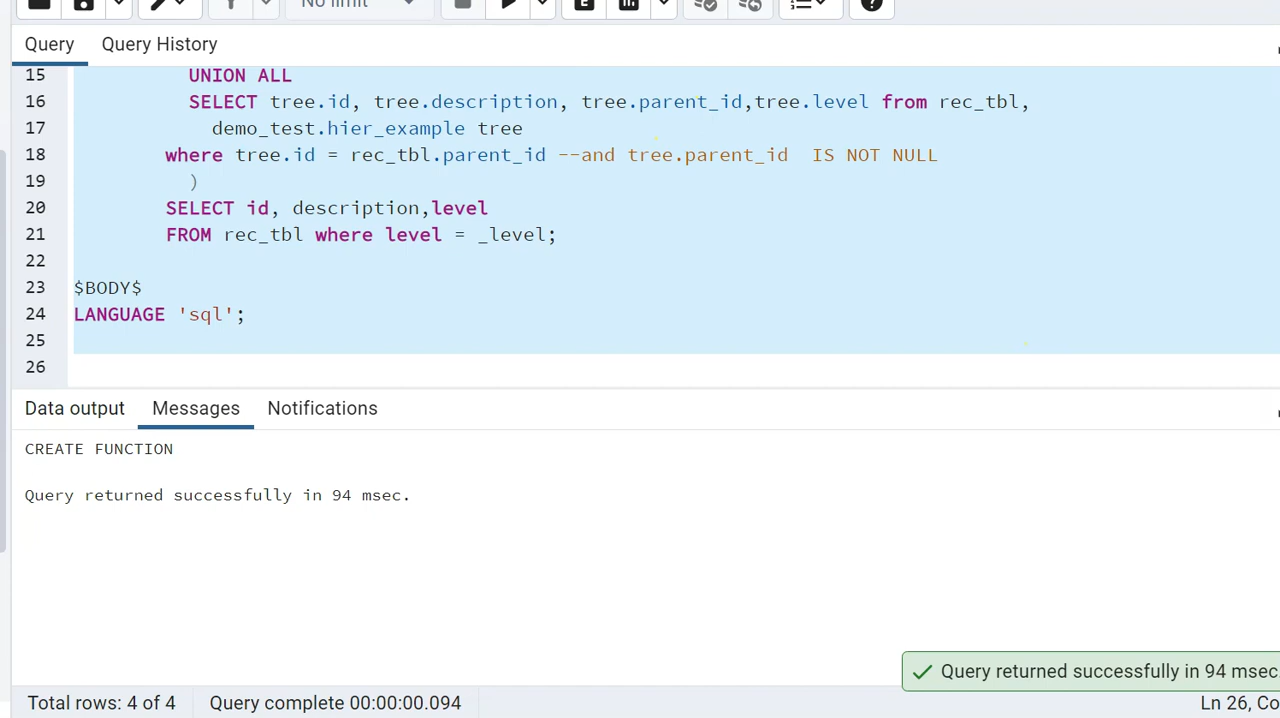 No limit
Query Query History
15 UNION ALL
16 SELECT tree.id, tree.description, tree.parent_id,tree.level from rec_tbl,
17 demo_test.hier_example tree
18 where tree.id = rec_tbl.parent_id --and tree.parent_id  IS NOT NULL
19 )
20 SELECT id, description,level
21 FROM rec_tbl where level = _level;
22
23 $BODY$
24 LANGUAGE 'sql';
25
26
Data output Messages Notifications
CREATE FUNCTION
Query returned successfully in 94 msec.
Query returned successfully in 94 msec.
Total rows: 4 of 4 Query complete 00:00:00.094 Ln 26, Co